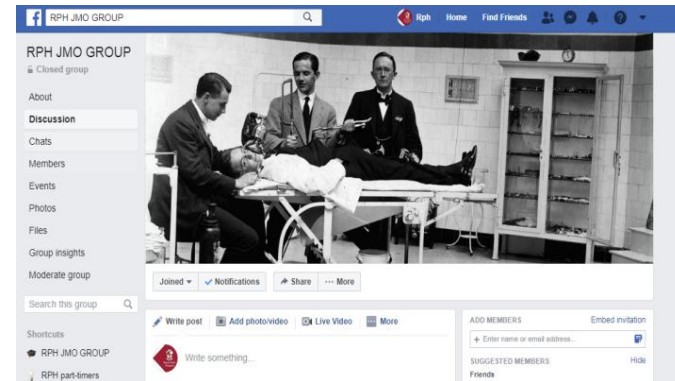 f RPH JMO GROUP
Rph Home Find Friends
RPH JMO GROUP
Closed group
About
Discussion
Chats
Members
Events
Photos
Files
Group insights
Moderate group
Search this group
Shortcuts
RPH JMO GROUP
RPH part-timers
Joined Notifications Share ··· More
Write post Add photo/video Live Video More
Write something...
ADD MEMBERS Embed invitation
+ Enter name or email address...
SUGGESTED MEMBERS Hide
Friends